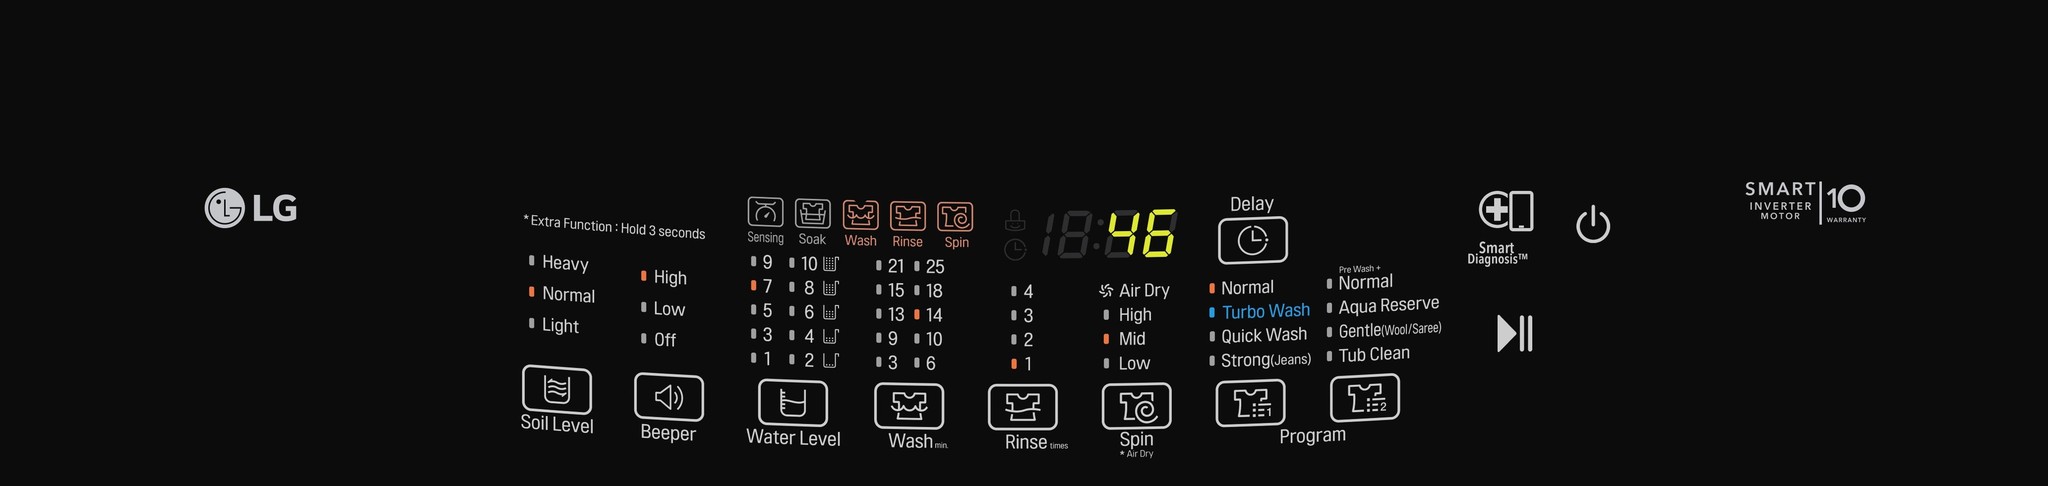 LG
* Extra Function : Hold 3 seconds
Heavy
Normal
Light
Soil Level
High
Low
Off
Beeper
Sensing Soak Wash Rinse Spin
9 10
7 8
5 6
3 4
1 2
Water Level
21 25
15 18
13 14
9 10
3 6
Wash min.
4
3
2
1
Rinse times
18:46
Air Dry
High
Mid
Low
Spin
* Air Dry
Delay
Normal
Turbo Wash
Quick Wash
Strong(Jeans)
Pre Wash +
Normal
Aqua Reserve
Gentle(Wool/Saree)
Tub Clean
1
2
Program
Smart
Diagnosis™
SMART
INVERTER
MOTOR
10
WARRANTY